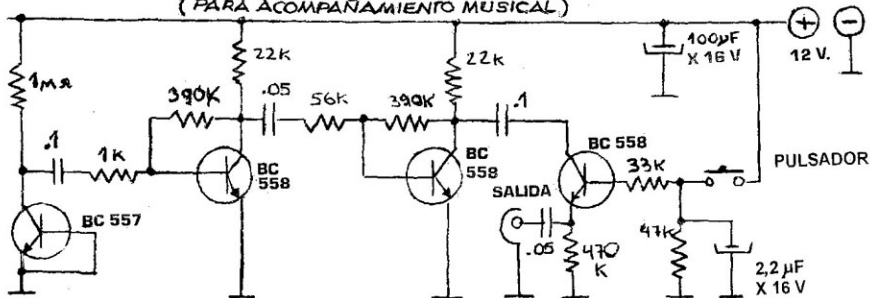 (PARA ACOMPAÑAMIENTO MUSICAL)
1MΩ
22K
22K
100µF
X 16 V
+
−
12 V.
390K
.05
56K
390K
.1
.1
1K
BC
558
BC
558
BC
558
33K
PULSADOR
BC 557
SALIDA
.05
470
K
47K
2,2 µF
X 16 V